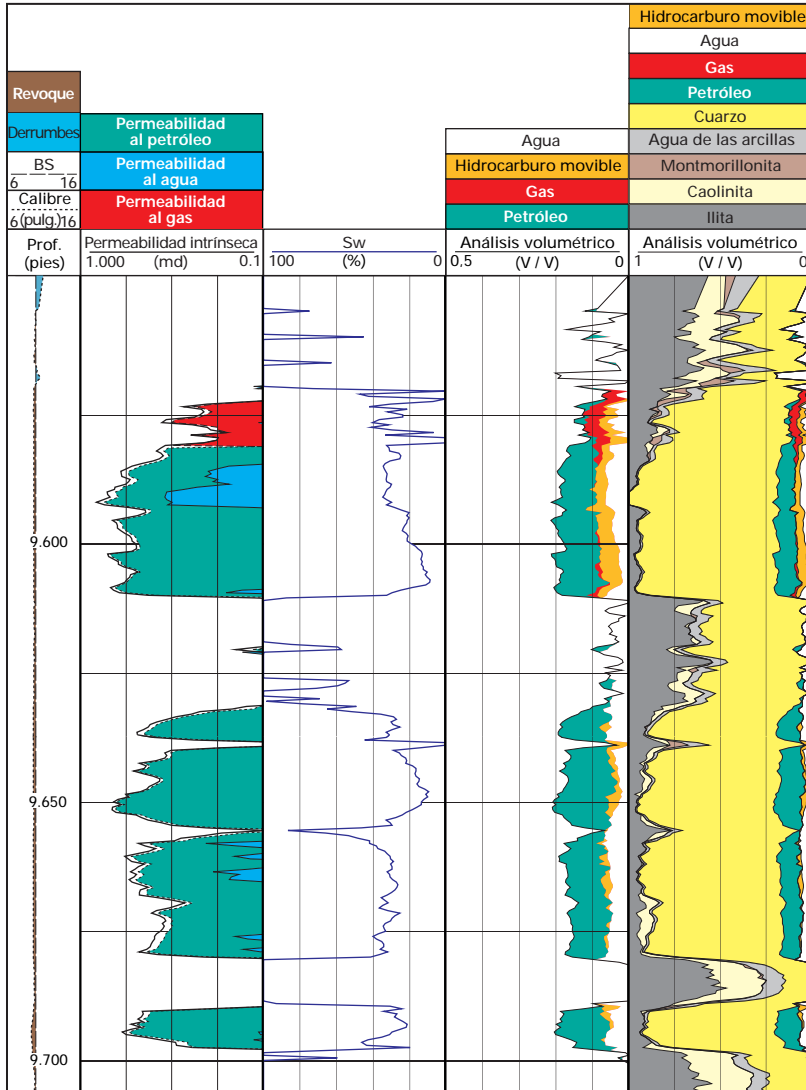 Hidrocarburo movible
Agua
Gas
Petróleo
Cuarzo
Agua de las arcillas
Montmorillonita
Caolinita
Ilita
Análisis volumétrico
1 (V / V) 0
Agua
Hidrocarburo movible
Gas
Petróleo
Análisis volumétrico
0,5 (V / V) 0
Sw
100 (%) 0
Permeabilidad
al petróleo
Permeabilidad
al agua
Permeabilidad
al gas
Permeabilidad intrínseca
1.000 (md) 0.1
Revoque
Derrumbes
BS
6 16
Calibre
6 (pulg.) 16
Prof.
(pies)
9.600
9.650
9.700